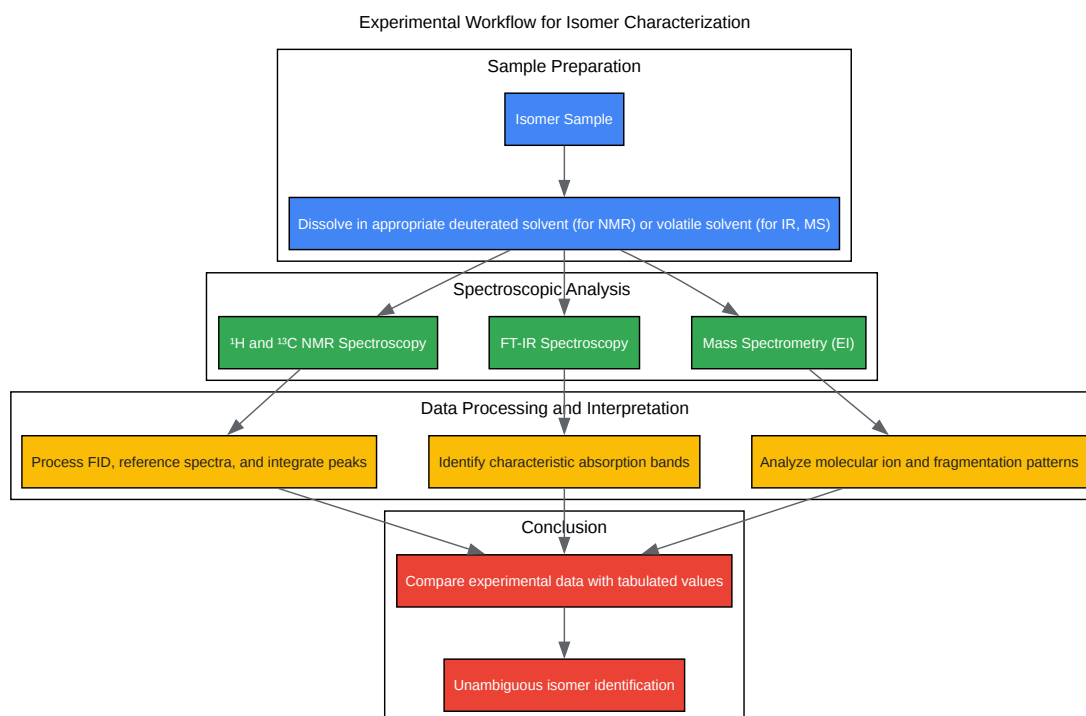 Experimental Workflow for Isomer Characterization
Sample Preparation
Isomer Sample
Dissolve in appropriate deuterated solvent (for NMR) or volatile solvent (for IR, MS)
Spectroscopic Analysis
¹H and ¹³C NMR Spectroscopy
FT-IR Spectroscopy
Mass Spectrometry (EI)
Data Processing and Interpretation
Process FID, reference spectra, and integrate peaks
Identify characteristic absorption bands
Analyze molecular ion and fragmentation patterns
Conclusion
Compare experimental data with tabulated values
Unambiguous isomer identification